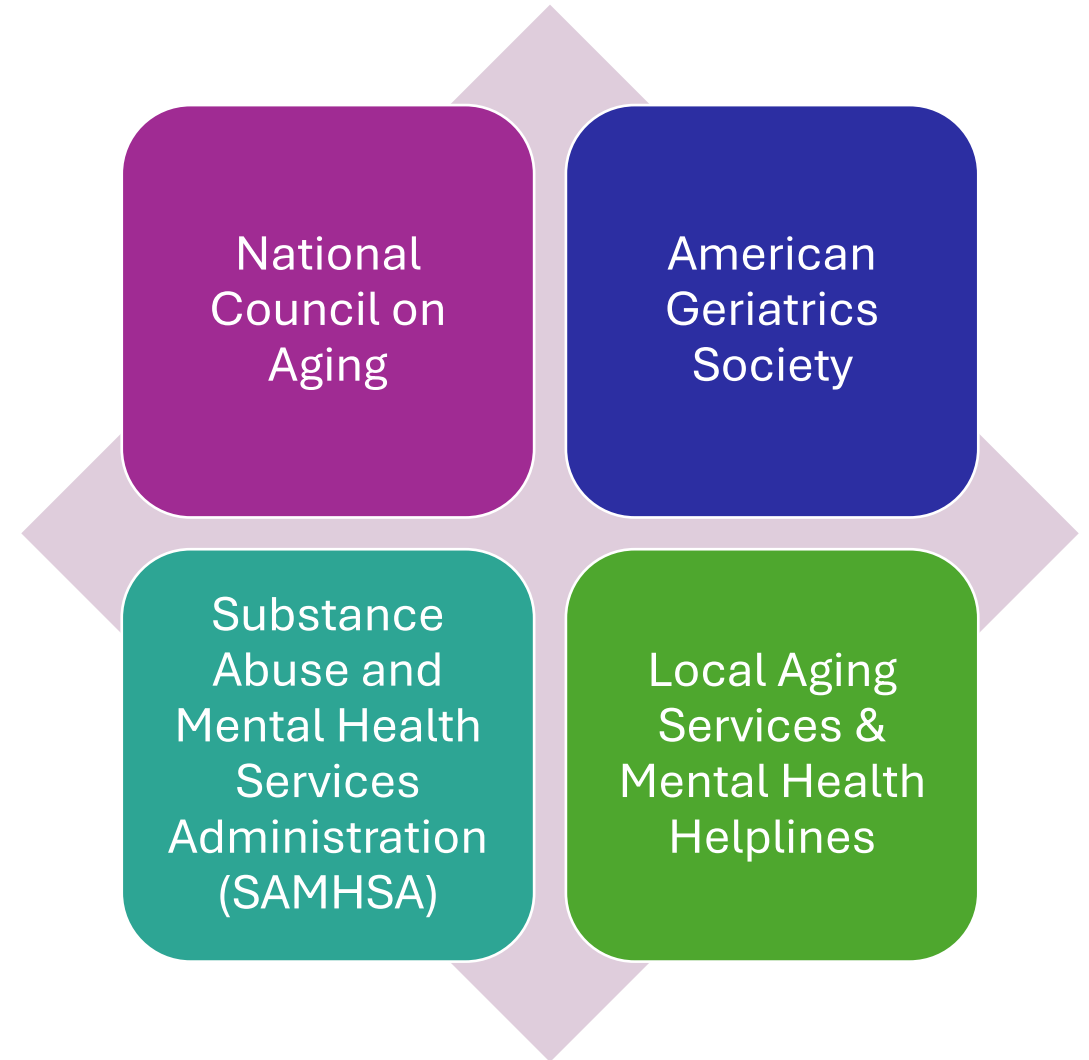 National
Council on
Aging
American
Geriatrics
Society
Substance
Abuse and
Mental Health
Services
Administration
(SAMHSA)
Local Aging
Services &
Mental Health
Helplines